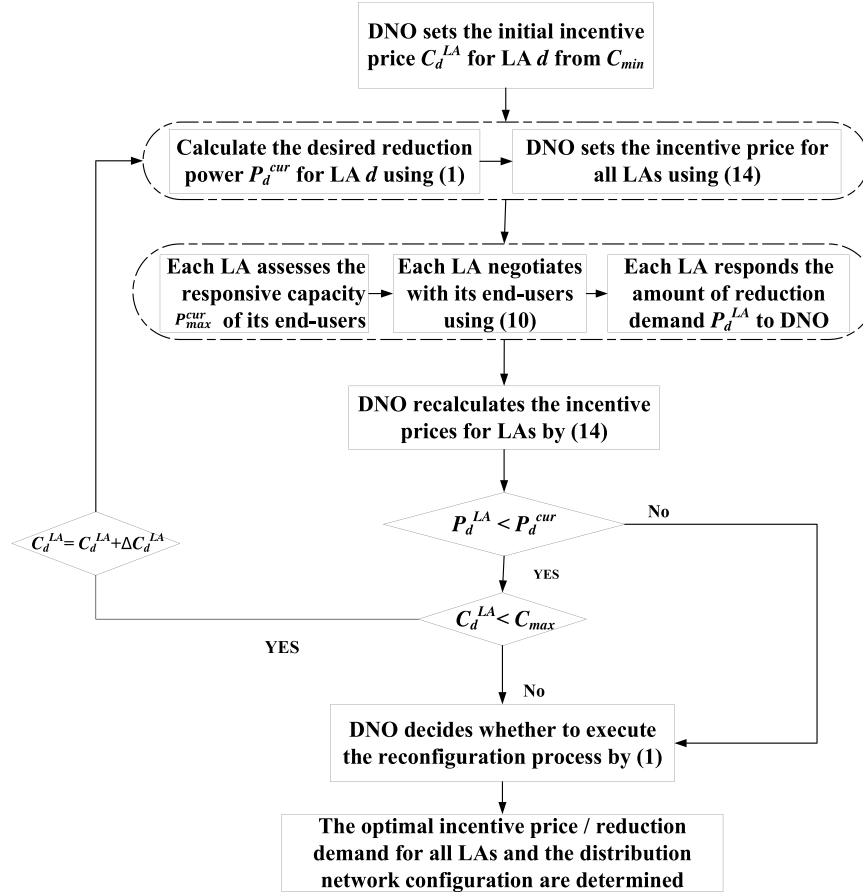 DNO sets the initial incentive
price C_d^LA for LA d from C_min
Calculate the desired reduction
power P_d^cur for LA d using (1)
DNO sets the incentive price for
all LAs using (14)
Each LA assesses the
responsive capacity
P_max^cur of its end-users
Each LA negotiates
with its end-users
using (10)
Each LA responds the
amount of reduction
demand P_d^LA to DNO
DNO recalculates the incentive
prices for LAs by (14)
P_d^LA < P_d^cur
No
C_d^LA = C_d^LA + ΔC_d^LA
YES
C_d^LA < C_max
YES
No
DNO decides whether to execute
the reconfiguration process by (1)
The optimal incentive price / reduction
demand for all LAs and the distribution
network configuration are determined